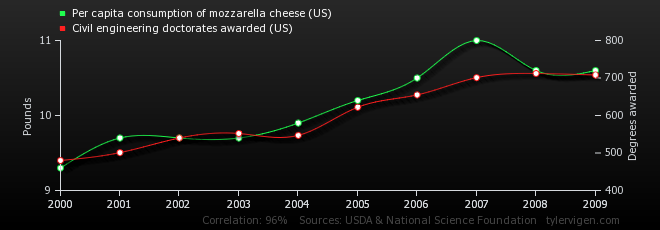 Per capita consumption of mozzarella cheese (US)
Civil engineering doctorates awarded (US)
11
10
9
Pounds
800
700
600
500
400
Degrees awarded
2000 2001 2002 2003 2004 2005 2006 2007 2008 2009
Correlation: 96% Sources: USDA & National Science Foundation tylervigen.com